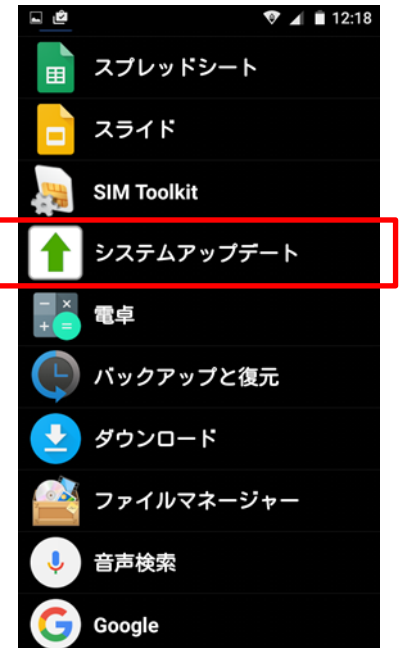 12:18
スプレッドシート
スライド
SIM Toolkit
システムアップデート
電卓
バックアップと復元
ダウンロード
ファイルマネージャー
音声検索
Google